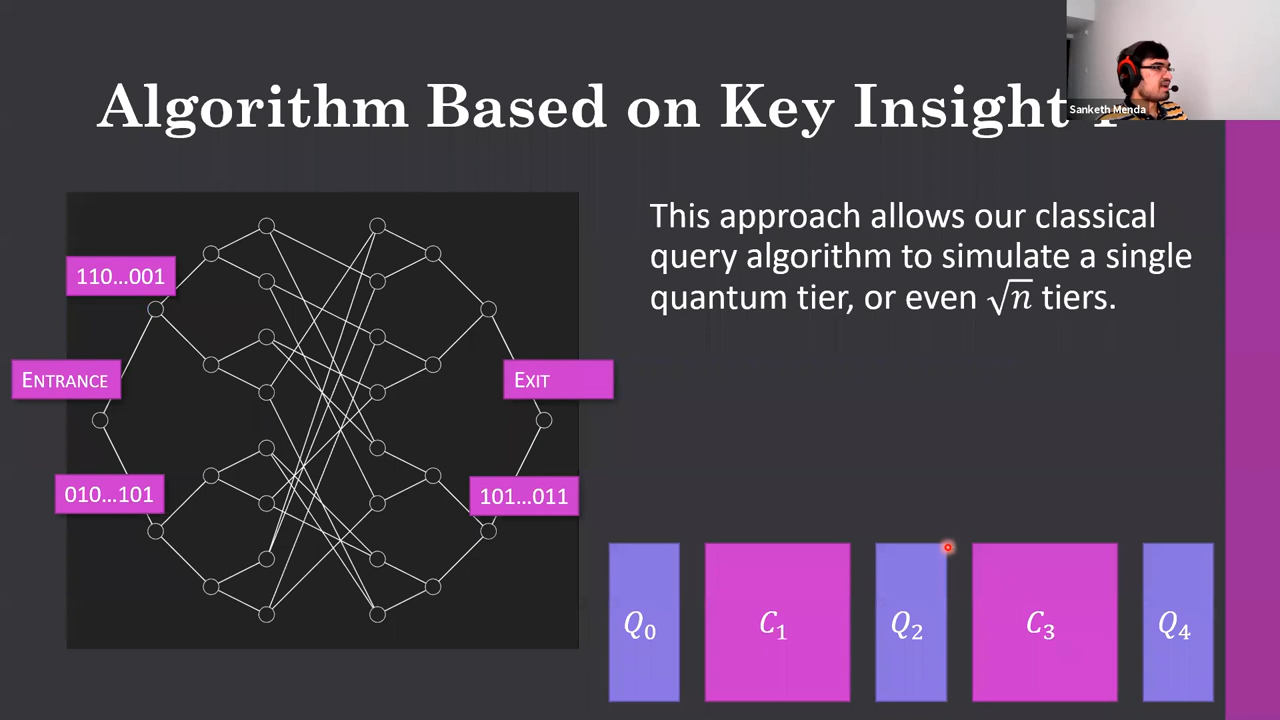 Algorithm Based on Key Insight
Sanketh Menda
This approach allows our classical
query algorithm to simulate a single
quantum tier, or even √n tiers.
110...001
ENTRANCE
EXIT
010...101
101...011
Q₀ C₁ Q₂ C₃ Q₄